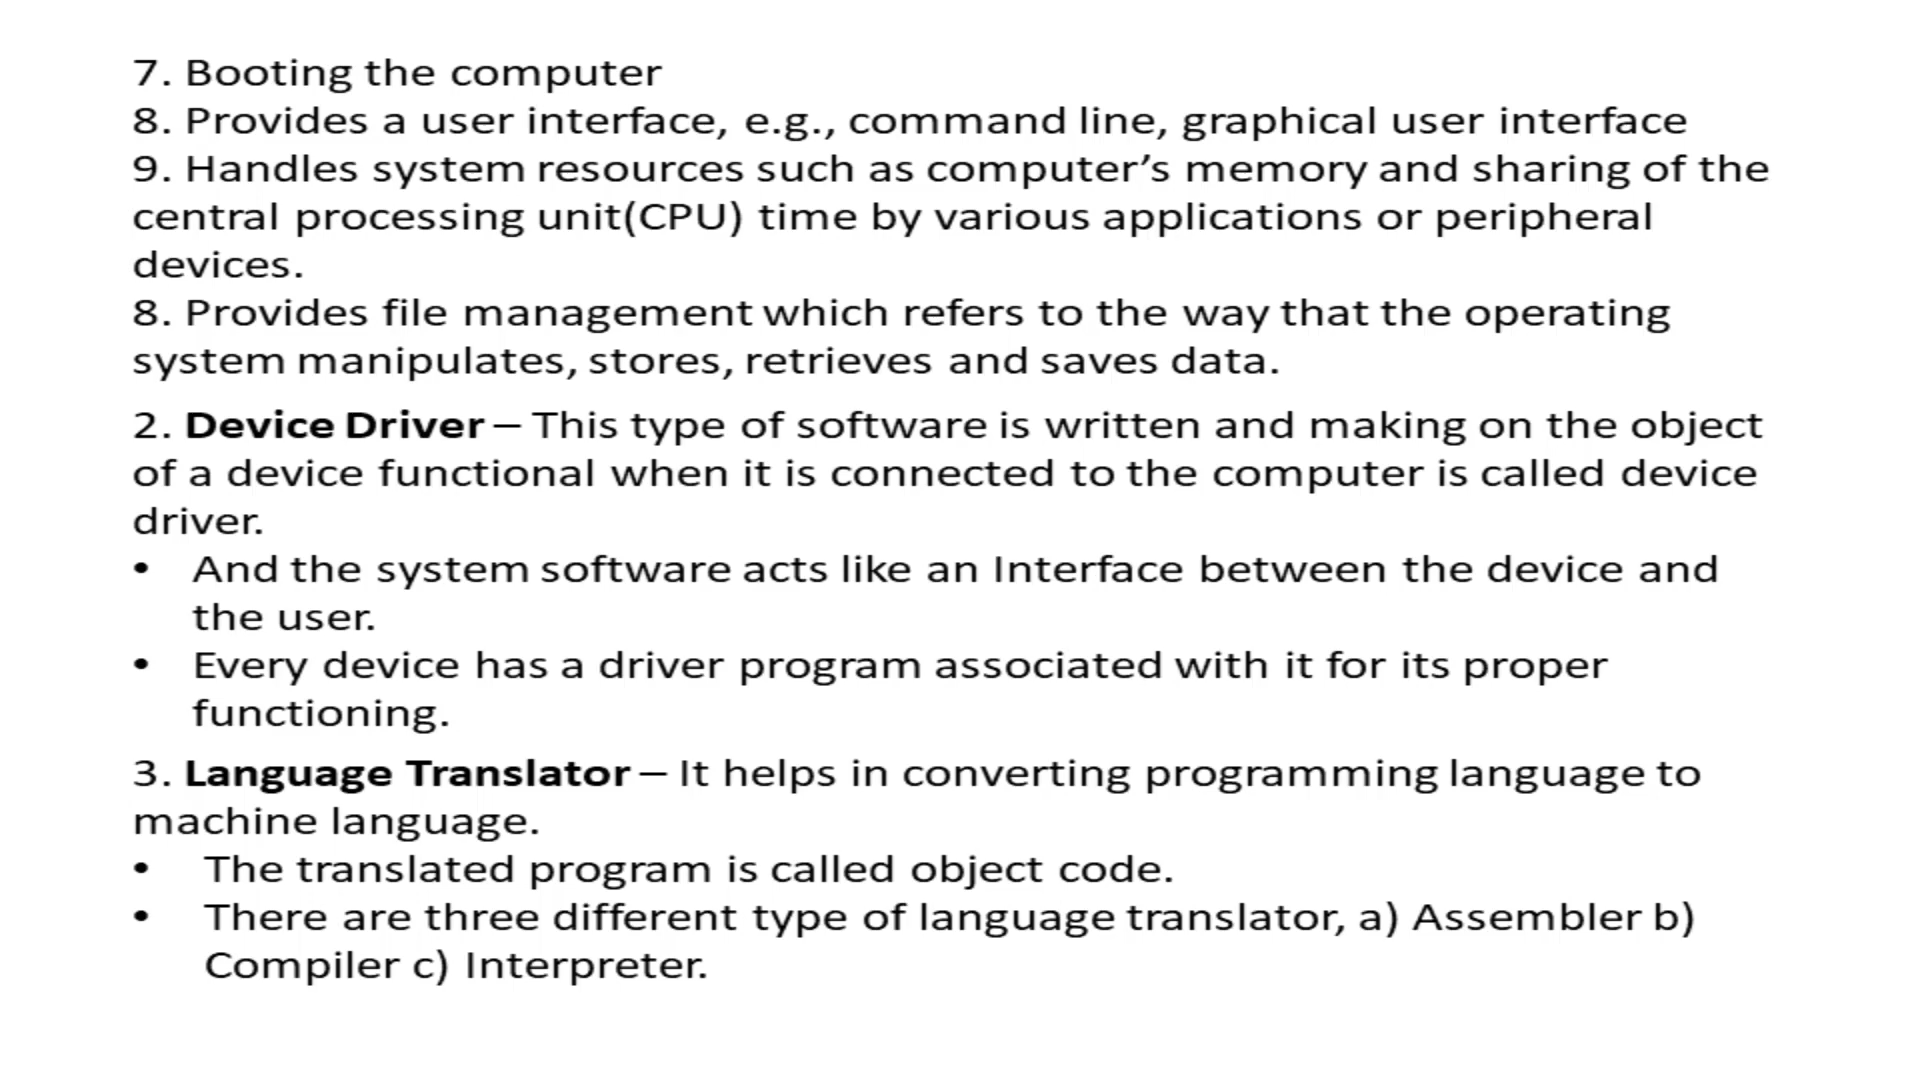 7. Booting the computer
8. Provides a user interface, e.g., command line, graphical user interface
9. Handles system resources such as computer’s memory and sharing of the
central processing unit(CPU) time by various applications or peripheral
devices.
8. Provides file management which refers to the way that the operating
system manipulates, stores, retrieves and saves data.
2. Device Driver – This type of software is written and making on the object
of a device functional when it is connected to the computer is called device
driver.
• And the system software acts like an Interface between the device and
the user.
• Every device has a driver program associated with it for its proper
functioning.
3. Language Translator – It helps in converting programming language to
machine language.
• The translated program is called object code.
• There are three different type of language translator, a) Assembler b)
Compiler c) Interpreter.